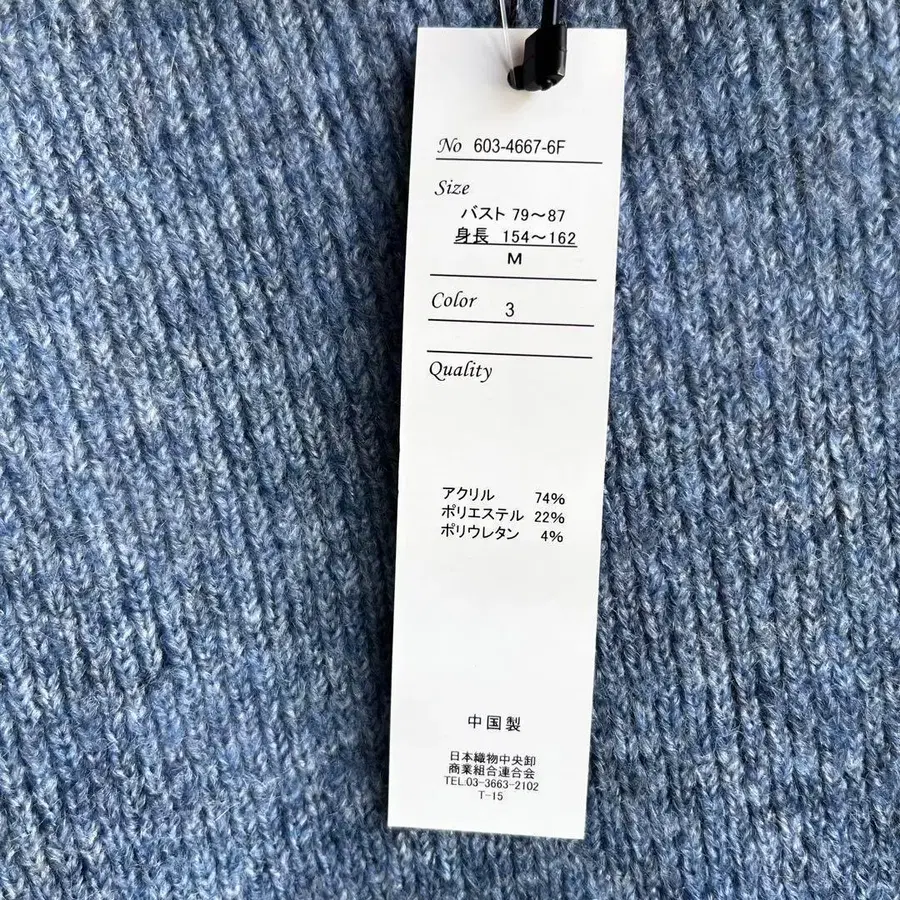 No 603-4667-6F
Size
バスト 79～87
身長 154～162
M
Color 3
Quality
アクリル 74%
ポリエステル 22%
ポリウレタン 4%
中国製
日本織物中央卸
商業組合連合会
TEL.03-3663-2102
T-15